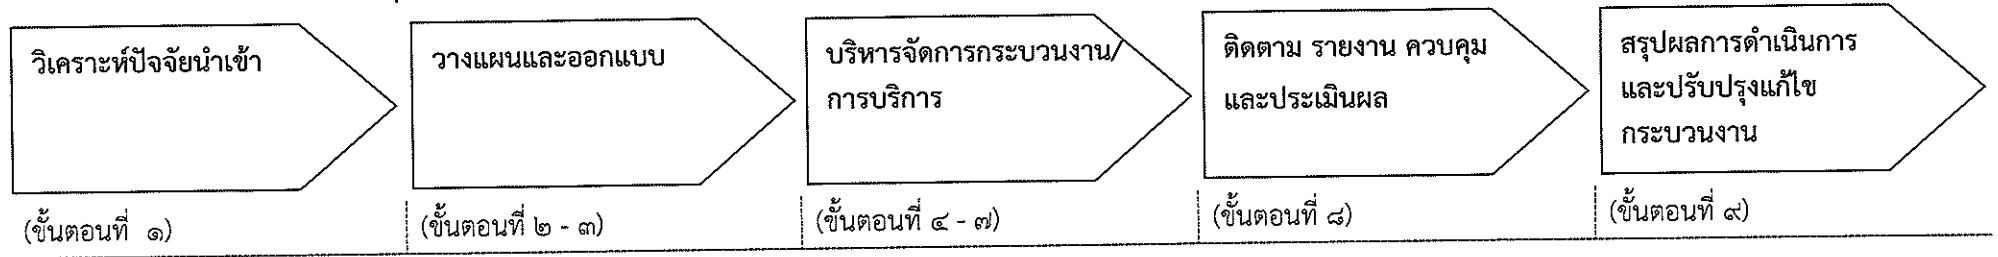 วิเคราะห์ปัจจัยนำเข้า
วางแผนและออกแบบ
บริหารจัดการกระบวนงาน/
การบริการ
ติดตาม รายงาน ควบคุม
และประเมินผล
สรุปผลการดำเนินการ
และปรับปรุงแก้ไข
กระบวนงาน
(ขั้นตอนที่ ๑)
(ขั้นตอนที่ ๒ - ๓)
(ขั้นตอนที่ ๔ - ๗)
(ขั้นตอนที่ ๘)
(ขั้นตอนที่ ๙)